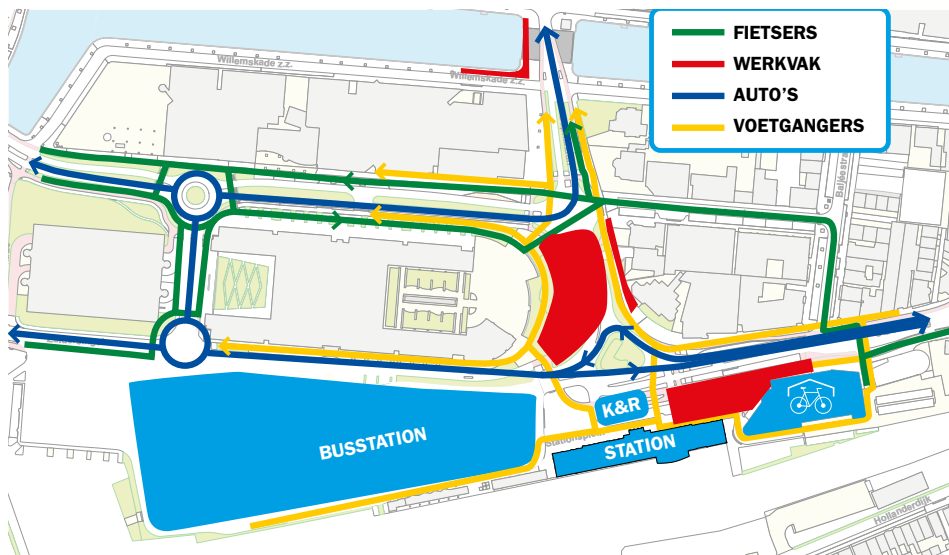 FIETSERS
WERKVAK
AUTO'S
VOETGANGERS
Willemskade z.z.
Willemskade z.z.
K&R
BUSSTATION
STATION
Hollanderdijk